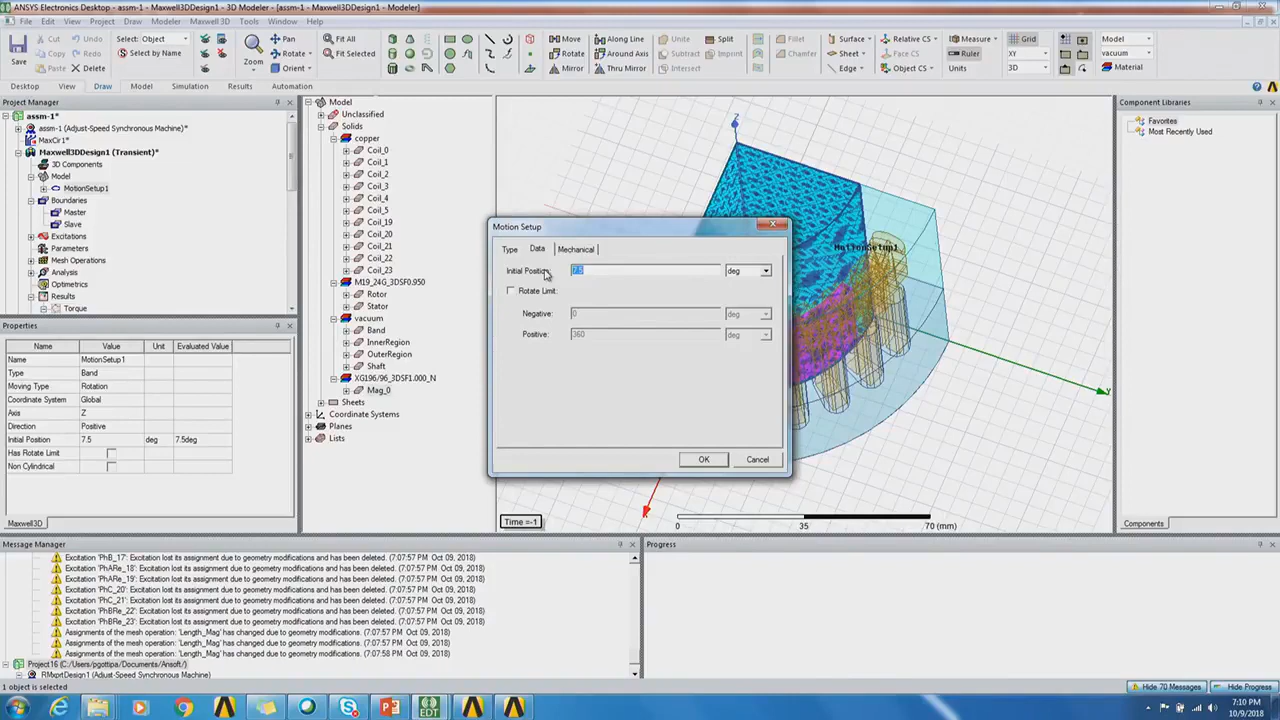 ANSYS Electronics Desktop - assm-1 - Maxwell3DDesign1 - 3D Modeler - [assm-1 - Maxwell3DDesign1 - Modeler]
File Edit View Project Draw Modeler Maxwell 3D Tools Window Help
Save
Cut
Copy
Paste
Undo
Redo
Delete
Select: Object
Select by Name
Zoom
Pan
Rotate
Orient
Fit All
Fit Selected
Move
Rotate
Mirror
Along Line
Around Axis
Thru Mirror
Unite
Subtract
Intersect
Split
Imprint
Fillet
Chamfer
Surface
Sheet
Edge
Relative CS
Face CS
Object CS
Measure
Ruler
Units
Grid
XY
3D
Model
vacuum
Material
Desktop View Draw Model Simulation Results Automation
Project Manager
assm-1*
assm-1 (Adjust-Speed Synchronous Machine)*
MaxCir1*
Maxwell3DDesign1 (Transient)*
3D Components
Model
MotionSetup1
Boundaries
Master
Slave
Excitations
Parameters
Mesh Operations
Analysis
Optimetrics
Results
Torque
Properties
Name Value Unit Evaluated Value
Name MotionSetup1
Type Band
Moving Type Rotation
Coordinate System Global
Axis Z
Direction Positive
Initial Position 7.5 deg 7.5deg
Has Rotate Limit
Non Cylindrical
Maxwell3D
Model
Unclassified
Solids
copper
Coil_0
Coil_1
Coil_2
Coil_3
Coil_4
Coil_5
Coil_19
Coil_20
Coil_21
Coil_22
Coil_23
M19_24G_3DSF0.950
Rotor
Stator
vacuum
Band
InnerRegion
OuterRegion
Shaft
XG196/96_3DSF1.000_N
Mag_0
Sheets
Coordinate Systems
Planes
Lists
Z
MotionSetup1
Y
Time =-1
0 35 70 (mm)
Motion Setup
Type Data Mechanical
Initial Position: 7.5 deg
Rotate Limit:
Negative: 0 deg
Positive: 360 deg
OK Cancel
Component Libraries
Favorites
Most Recently Used
Components
Message Manager
Excitation 'PhB_17': Excitation lost its assignment due to geometry modifications and has been deleted. (7:07:57 PM Oct 09, 2018)
Excitation 'PhARe_18': Excitation lost its assignment due to geometry modifications and has been deleted. (7:07:57 PM Oct 09, 2018)
Excitation 'PhARe_19': Excitation lost its assignment due to geometry modifications and has been deleted. (7:07:57 PM Oct 09, 2018)
Excitation 'PhC_20': Excitation lost its assignment due to geometry modifications and has been deleted. (7:07:57 PM Oct 09, 2018)
Excitation 'PhC_21': Excitation lost its assignment due to geometry modifications and has been deleted. (7:07:57 PM Oct 09, 2018)
Excitation 'PhBRe_22': Excitation lost its assignment due to geometry modifications and has been deleted. (7:07:57 PM Oct 09, 2018)
Excitation 'PhBRe_23': Excitation lost its assignment due to geometry modifications and has been deleted. (7:07:57 PM Oct 09, 2018)
Assignments of the mesh operation: 'Length_Mag' has changed due to geometry modifications. (7:07:57 PM Oct 09, 2018)
Assignments of the mesh operation: 'Length_Mag' has changed due to geometry modifications. (7:07:57 PM Oct 09, 2018)
Assignments of the mesh operation: 'Length_Mag' has changed due to geometry modifications. (7:07:58 PM Oct 09, 2018)
Project16 (C:/Users/pgottipa/Documents/Ansoft/)
RMxprtDesign1 (Adjust-Speed Synchronous Machine)
Progress
1 object is selected
Hide 70 Messages
Hide Progress
EDT
7:10 PM
10/9/2018